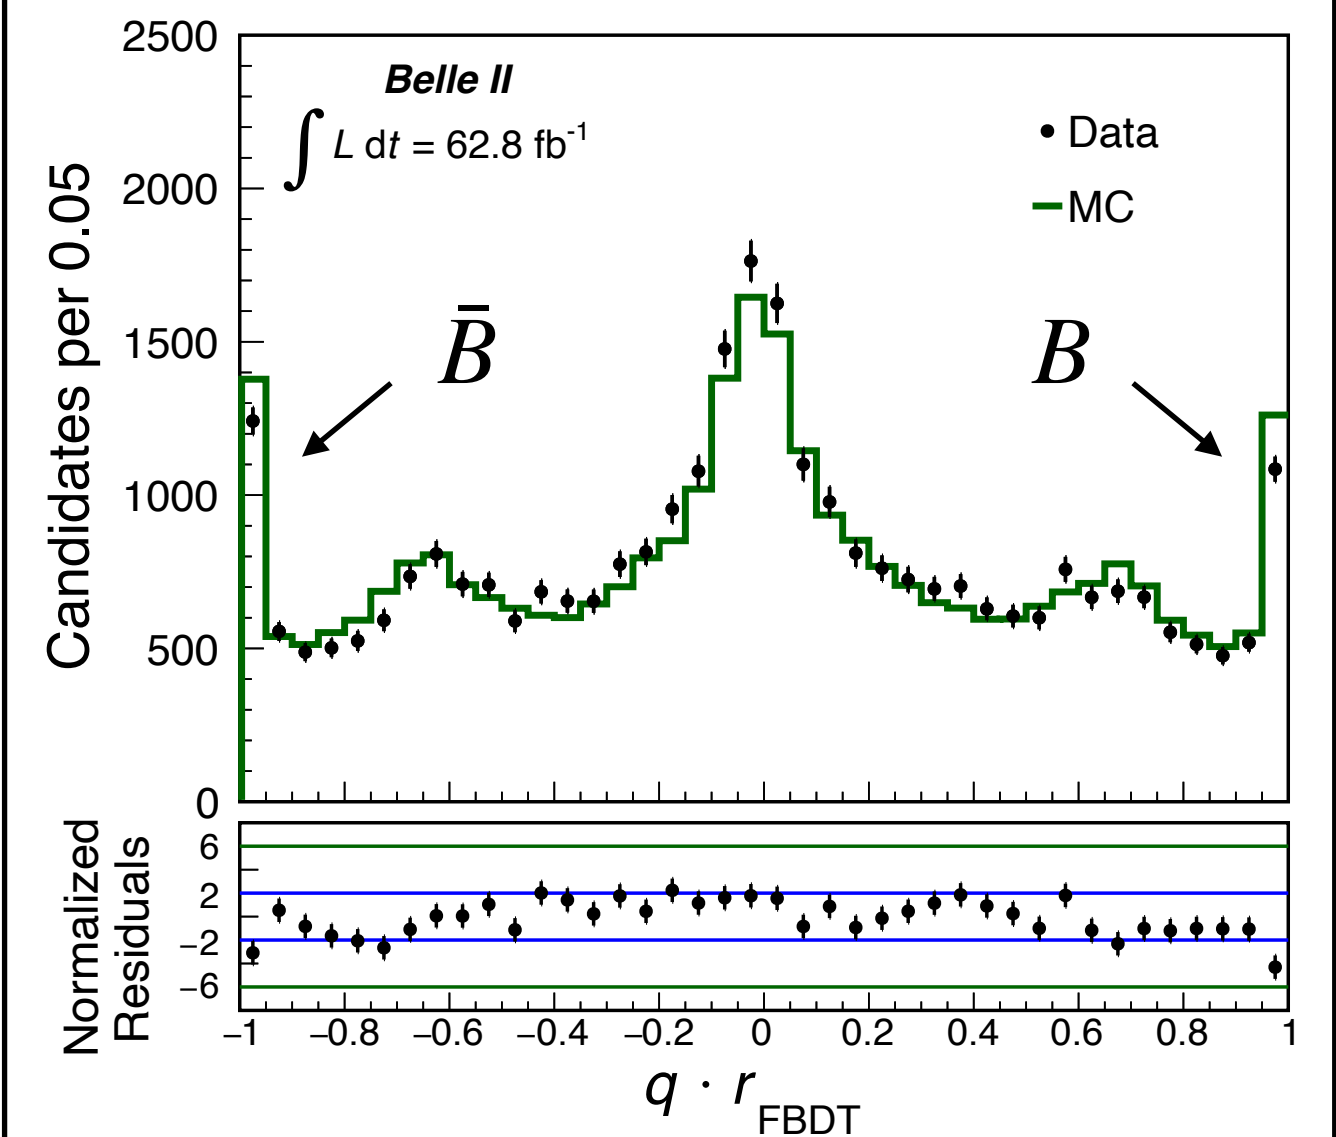 2500
Belle II
∫ L dt = 62.8 fb⁻¹
Data
MC
2000
1500
1000
500
0
Candidates per 0.05
B̄
B
6
2
−2
−6
Normalized
Residuals
−1 −0.8 −0.6 −0.4 −0.2 0 0.2 0.4 0.6 0.8 1
q · r_FBDT